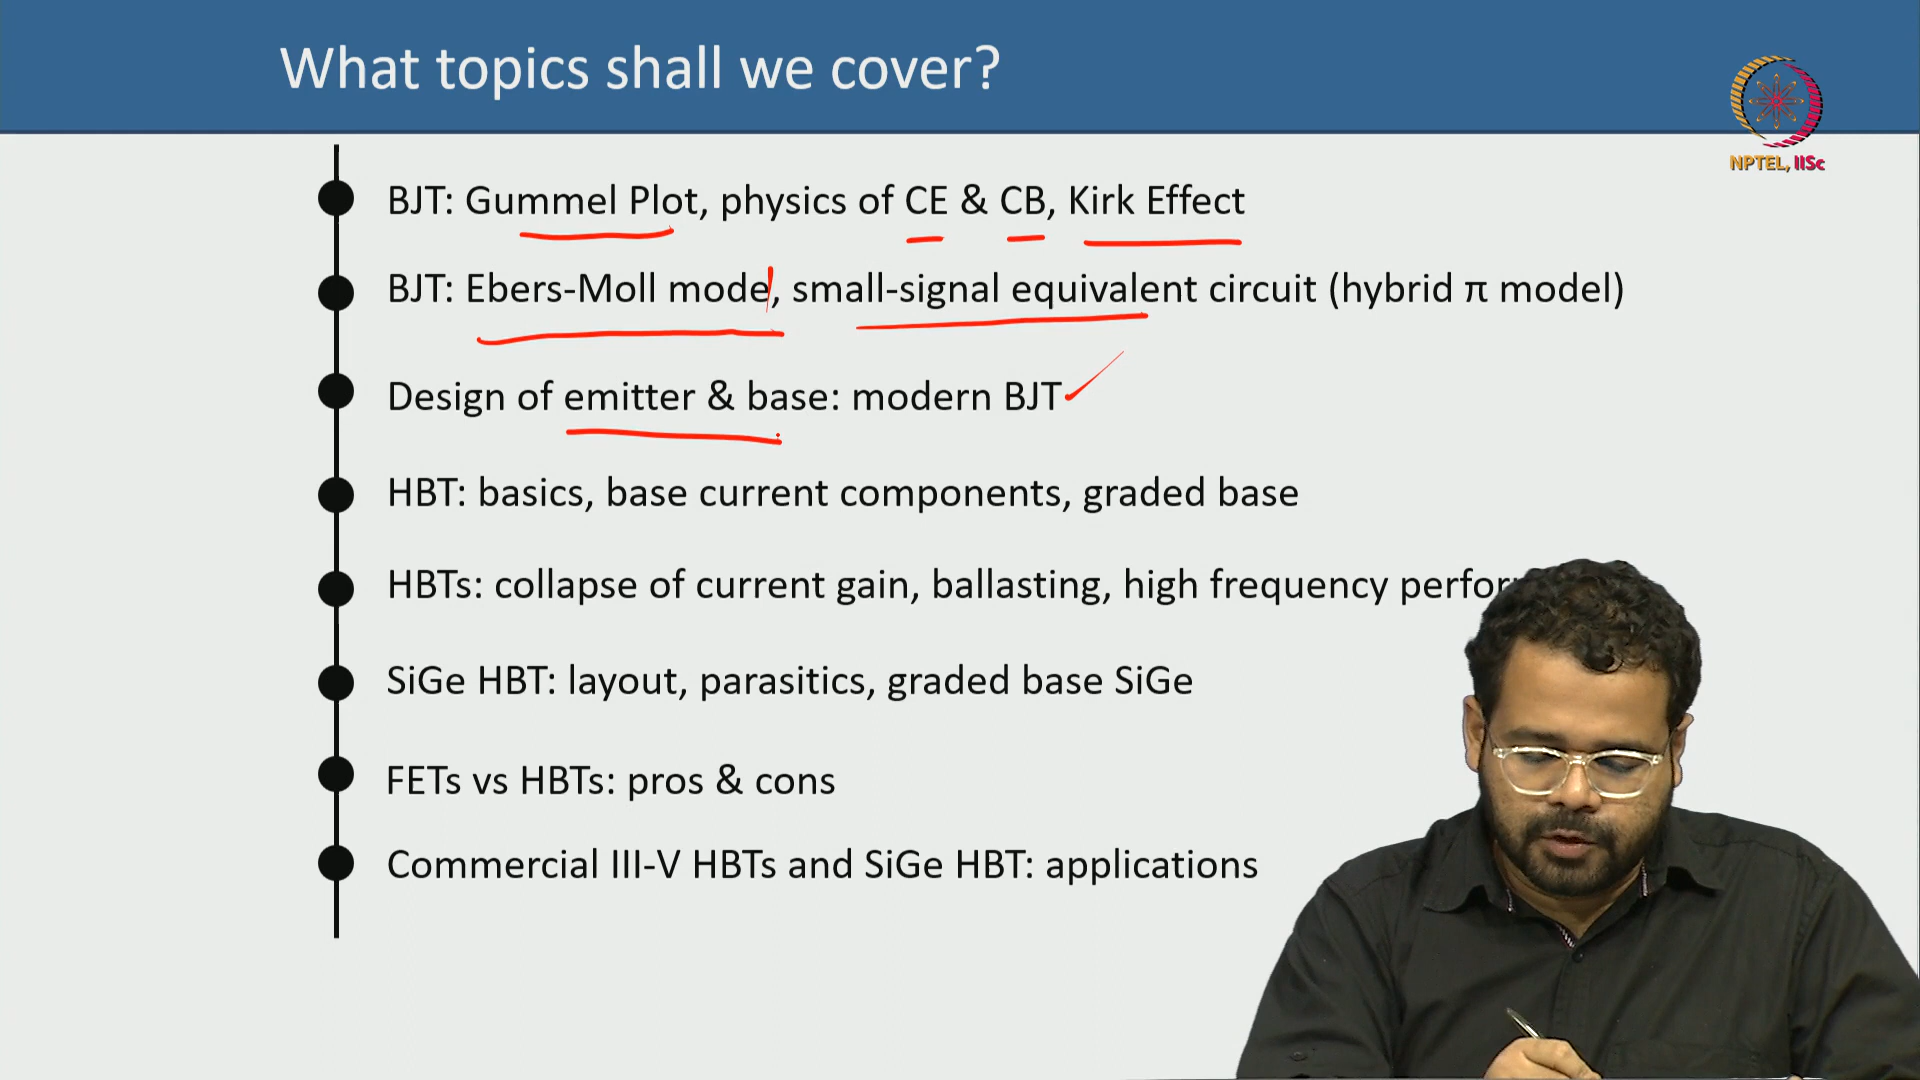 What topics shall we cover?
NPTEL, IISc
BJT: Gummel Plot, physics of CE & CB, Kirk Effect
BJT: Ebers-Moll mode, small-signal equivalent circuit (hybrid π model)
Design of emitter & base: modern BJT
HBT: basics, base current components, graded base
HBTs: collapse of current gain, ballasting, high frequency
SiGe HBT: layout, parasitics, graded base SiGe
FETs vs HBTs: pros & cons
Commercial III-V HBTs and SiGe HBT: applications